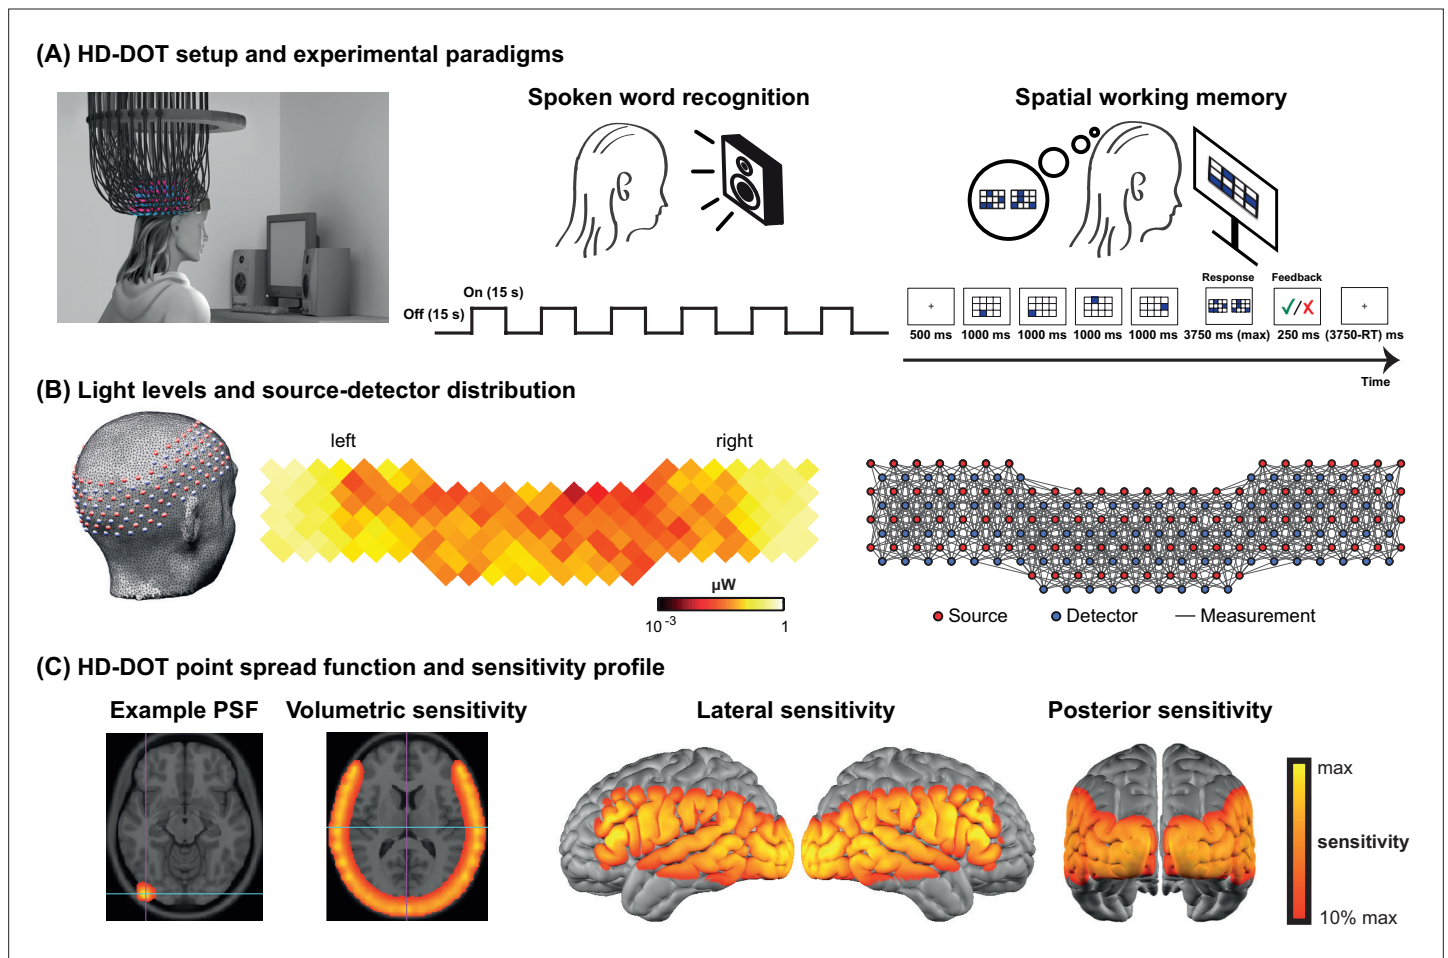 (A) HD-DOT setup and experimental paradigms
Spoken word recognition
Spatial working memory
On (15 s)
Off (15 s)
Response
Feedback
+
✓/✗
+
500 ms 1000 ms 1000 ms 1000 ms 1000 ms 3750 ms (max) 250 ms (3750-RT) ms
Time
(B) Light levels and source-detector distribution
left
right
µW
10-3
1
Source
Detector
Measurement
(C) HD-DOT point spread function and sensitivity profile
Example PSF
Volumetric sensitivity
Lateral sensitivity
Posterior sensitivity
max
sensitivity
10% max